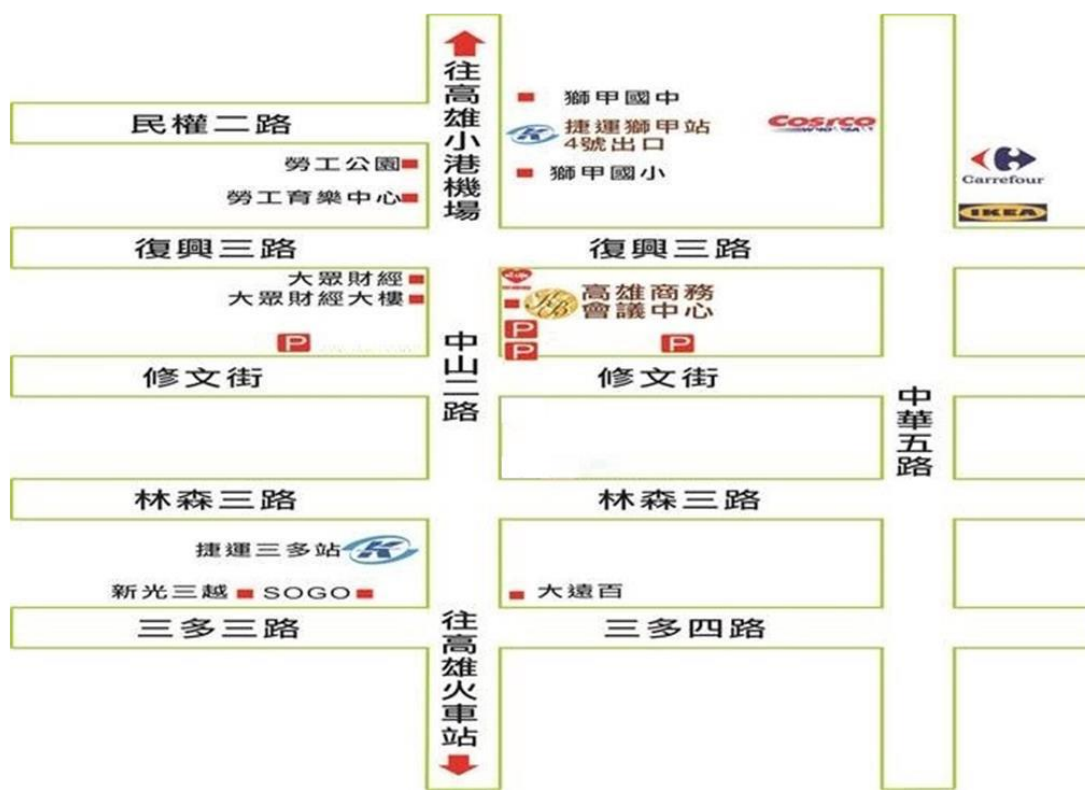 往高雄小港機場
民權二路
獅甲國中
捷運獅甲站
4號出口
獅甲國小
COSTCO
WHOLESALE
Carrefour
IKEA
勞工公園
勞工育樂中心
復興三路
復興三路
大眾財經
大眾財經大樓
高雄商務
會議中心
P
P
P
P
中山二路
修文街
修文街
中華五路
林森三路
林森三路
捷運三多站
新光三越
SOGO
大遠百
三多三路
三多四路
往高雄火車站